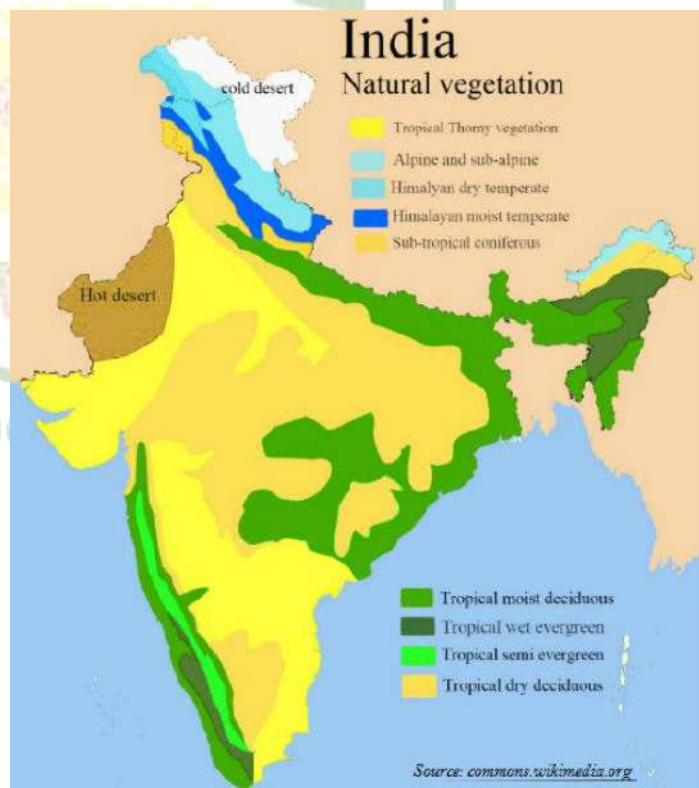 India
Natural vegetation
cold desert
Tropical Thorny vegetation
Alpine and sub-alpine
Himalyan dry temperate
Himalayan moist temperate
Sub-tropical coniferous
Hot desert
Tropical moist deciduous
Tropical wet evergreen
Tropical semi evergreen
Tropical dry deciduous
Source: commons.wikimedia.org